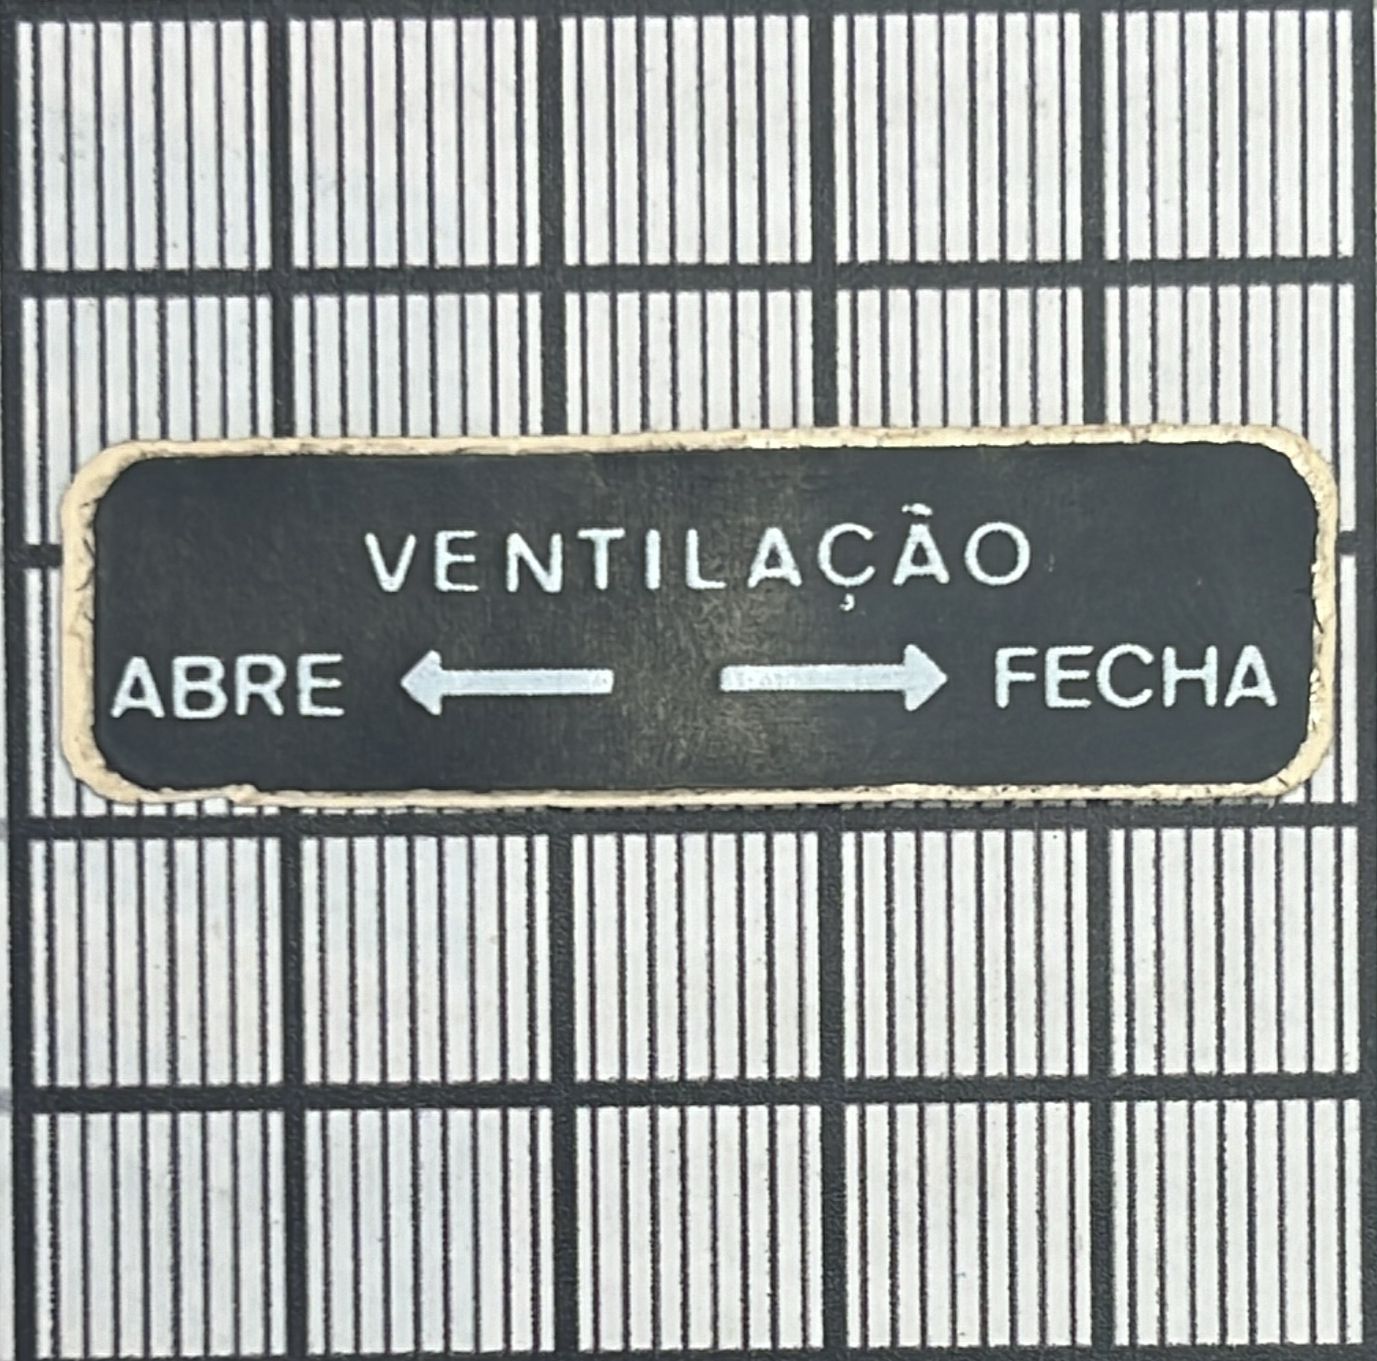 VENTILAÇÃO
ABRE ← → FECHA